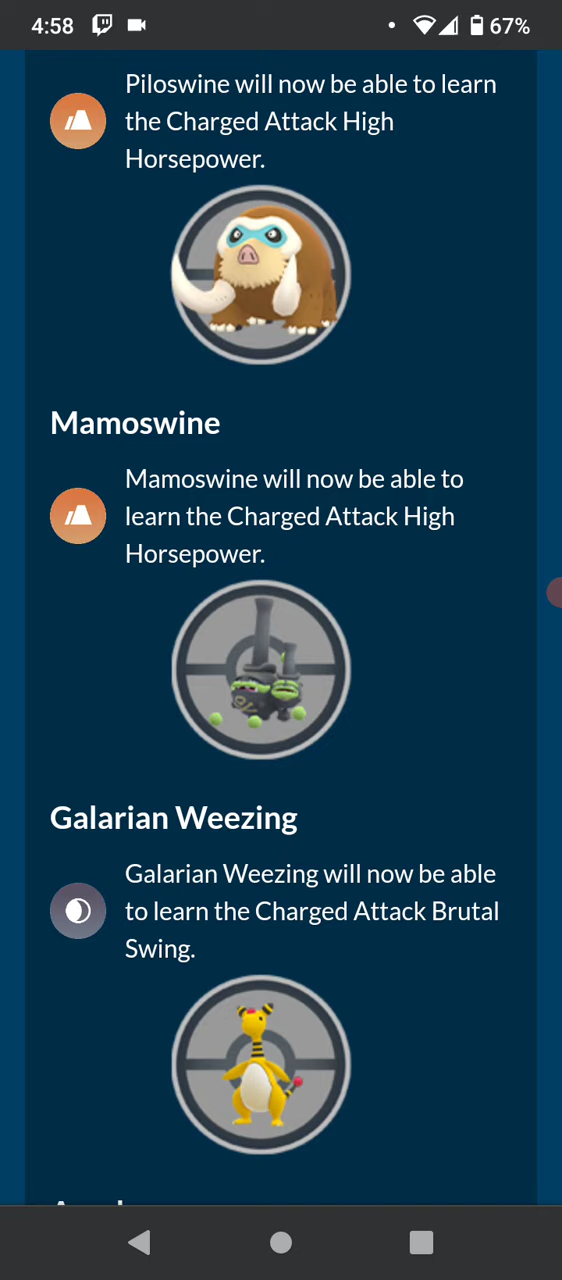 4:58
67%
Piloswine will now be able to learn
the Charged Attack High
Horsepower.
Mamoswine
Mamoswine will now be able to
learn the Charged Attack High
Horsepower.
Galarian Weezing
Galarian Weezing will now be able
to learn the Charged Attack Brutal
Swing.